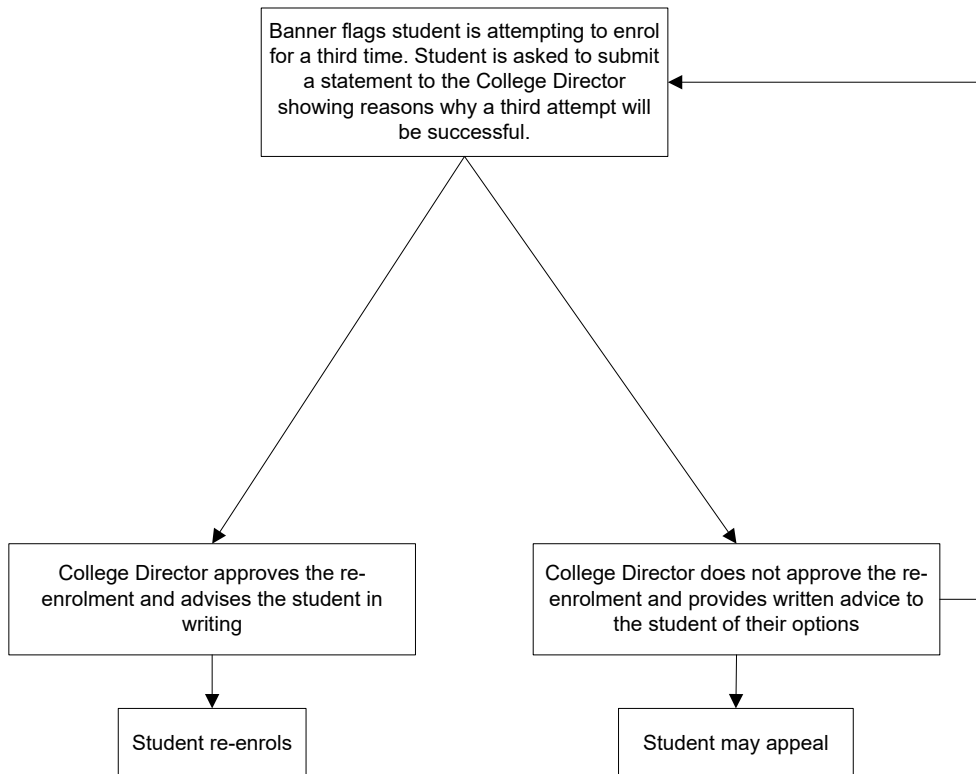 Banner flags student is attempting to enrol
for a third time. Student is asked to submit
a statement to the College Director
showing reasons why a third attempt will
be successful.
College Director approves the re-
enrolment and advises the student in
writing
College Director does not approve the re-
enrolment and provides written advice to
the student of their options
Student re-enrols
Student may appeal